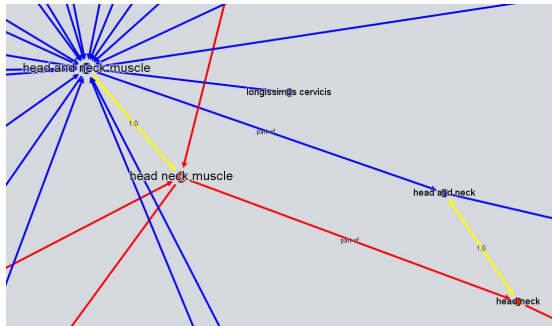 head and neck muscle
longissimus cervicis
1.0
part-of
head neck muscle
head and neck
part-of
1.0
head neck